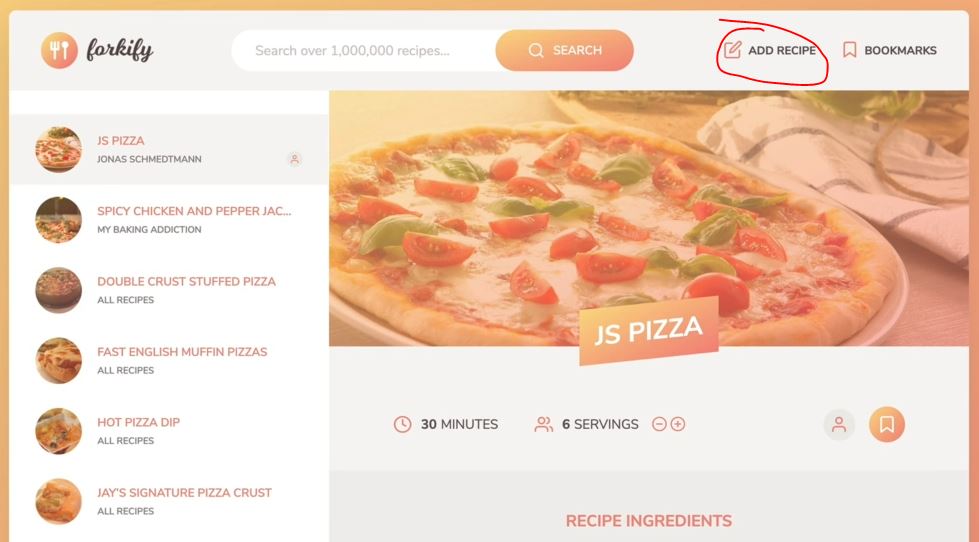 forkify
Search over 1,000,000 recipes...
SEARCH
ADD RECIPE
BOOKMARKS
JS PIZZA
JONAS SCHMEDTMANN
SPICY CHICKEN AND PEPPER JAC...
MY BAKING ADDICTION
DOUBLE CRUST STUFFED PIZZA
ALL RECIPES
FAST ENGLISH MUFFIN PIZZAS
ALL RECIPES
HOT PIZZA DIP
ALL RECIPES
JAY'S SIGNATURE PIZZA CRUST
ALL RECIPES
JS PIZZA
30 MINUTES
6 SERVINGS
RECIPE INGREDIENTS